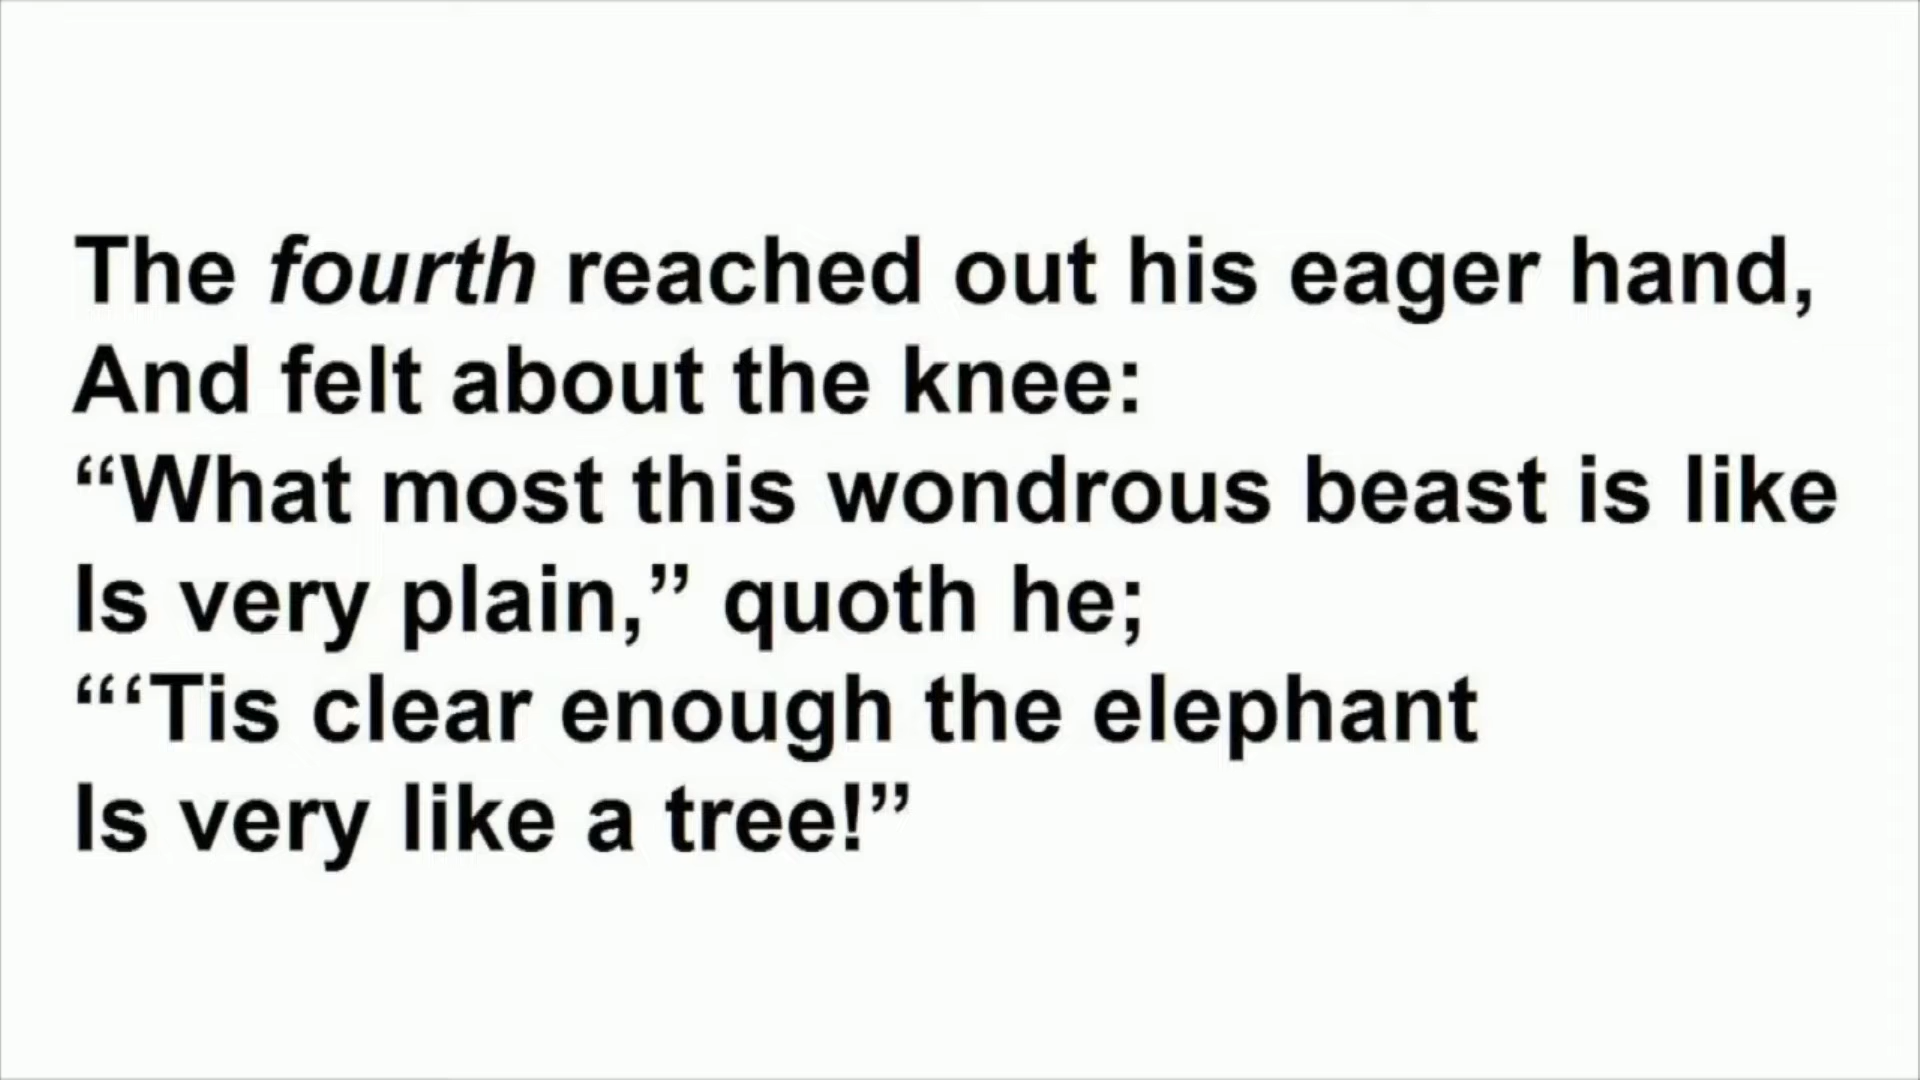 The fourth reached out his eager hand,
And felt about the knee:
“What most this wondrous beast is like
Is very plain,” quoth he;
“‘Tis clear enough the elephant
Is very like a tree!”